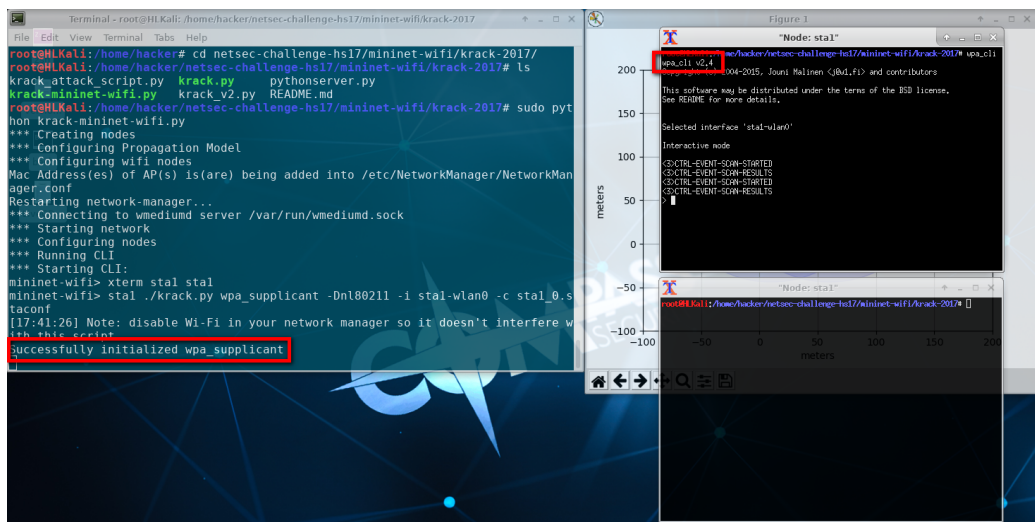 Terminal - root@HLKali: /home/hacker/netsec-challenge-hs17/mininet-wifi/krack-2017
File Edit View Terminal Tabs Help
root@HLKali:/home/hacker# cd netsec-challenge-hs17/mininet-wifi/krack-2017/
root@HLKali:/home/hacker/netsec-challenge-hs17/mininet-wifi/krack-2017# ls
krack_attack_script.py krack.py pythonserver.py
krack-mininet-wifi.py krack_v2.py README.md
root@HLKali:/home/hacker/netsec-challenge-hs17/mininet-wifi/krack-2017# sudo pyt
hon krack-mininet-wifi.py
*** Creating nodes
*** Configuring Propagation Model
*** Configuring wifi nodes
Mac Address(es) of AP(s) is(are) being added into /etc/NetworkManager/NetworkMan
ager.conf
Restarting network-manager...
*** Connecting to wmediumd server /var/run/wmediumd.sock
*** Starting network
*** Configuring nodes
*** Running CLI
*** Starting CLI:
mininet-wifi> xterm sta1 sta1
mininet-wifi> sta1 ./krack.py wpa_supplicant -Dnl80211 -i sta1-wlan0 -c sta1_0.s
taconf
[17:41:26] Note: disable Wi-Fi in your network manager so it doesn't interfere w
ith this script
Successfully initialized wpa_supplicant
Figure 1
200
150
100
50
0
−50
−100
meters
−100 −50 0 50 100 150 200
meters
"Node: sta1"
root@HLKali:/home/hacker/netsec-challenge-hs17/mininet-wifi/krack-2017# wpa_cli
wpa_cli v2.4
Copyright (c) 2004-2015, Jouni Malinen <j@w1.fi> and contributors
This software may be distributed under the terms of the BSD license.
See README for more details.
Selected interface 'sta1-wlan0'
Interactive mode
<3>CTRL-EVENT-SCAN-STARTED
<3>CTRL-EVENT-SCAN-RESULTS
<3>CTRL-EVENT-SCAN-STARTED
<3>CTRL-EVENT-SCAN-RESULTS
>
"Node: sta1"
root@HLKali:/home/hacker/netsec-challenge-hs17/mininet-wifi/krack-2017#